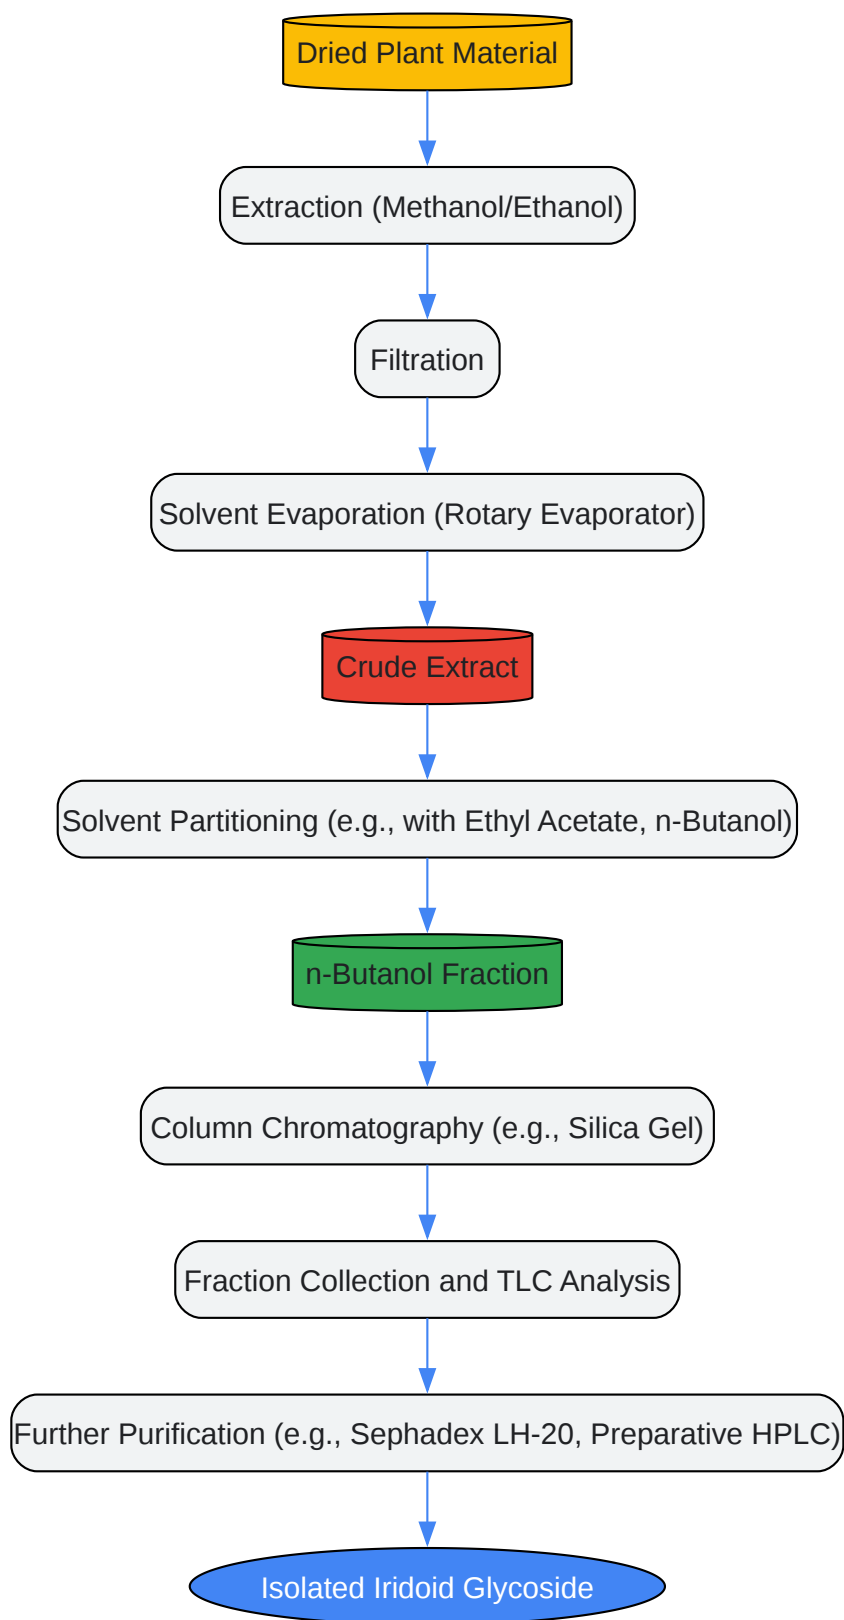 Dried Plant Material
Extraction (Methanol/Ethanol)
Filtration
Solvent Evaporation (Rotary Evaporator)
Crude Extract
Solvent Partitioning (e.g., with Ethyl Acetate, n-Butanol)
n-Butanol Fraction
Column Chromatography (e.g., Silica Gel)
Fraction Collection and TLC Analysis
Further Purification (e.g., Sephadex LH-20, Preparative HPLC)
Isolated Iridoid Glycoside